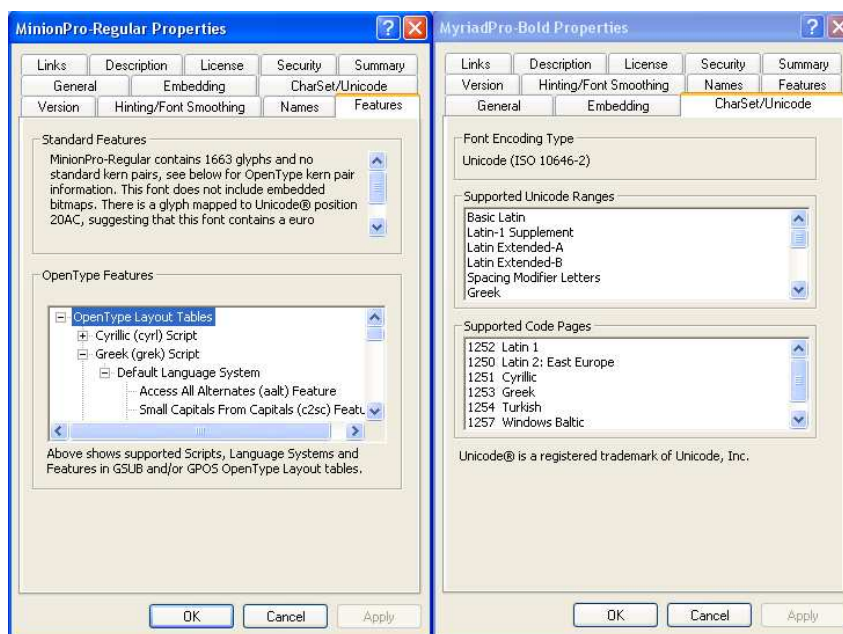 MinionPro-Regular Properties
Links Description License Security Summary
General Embedding CharSet/Unicode
Version Hinting/Font Smoothing Names Features
Standard Features
MinionPro-Regular contains 1663 glyphs and no
standard kern pairs, see below for OpenType kern pair
information. This font does not include embedded
bitmaps. There is a glyph mapped to Unicode® position
20AC, suggesting that this font contains a euro
OpenType Features
OpenType Layout Tables
Cyrillic (cyrl) Script
Greek (grek) Script
Default Language System
Access All Alternates (aalt) Feature
Small Capitals From Capitals (c2sc) Featu
Above shows supported Scripts, Language Systems and
Features in GSUB and/or GPOS OpenType Layout tables.
OK Cancel Apply
MyriadPro-Bold Properties
Links Description License Security Summary
Version Hinting/Font Smoothing Names Features
General Embedding CharSet/Unicode
Font Encoding Type
Unicode (ISO 10646-2)
Supported Unicode Ranges
Basic Latin
Latin-1 Supplement
Latin Extended-A
Latin Extended-B
Spacing Modifier Letters
Greek
Supported Code Pages
1252 Latin 1
1250 Latin 2: East Europe
1251 Cyrillic
1253 Greek
1254 Turkish
1257 Windows Baltic
Unicode® is a registered trademark of Unicode, Inc.
OK Cancel Apply